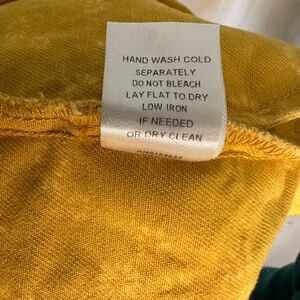 HAND WASH COLD
SEPARATELY
DO NOT BLEACH
LAY FLAT TO DRY
LOW IRON
IF NEEDED
OR DRY CLEAN